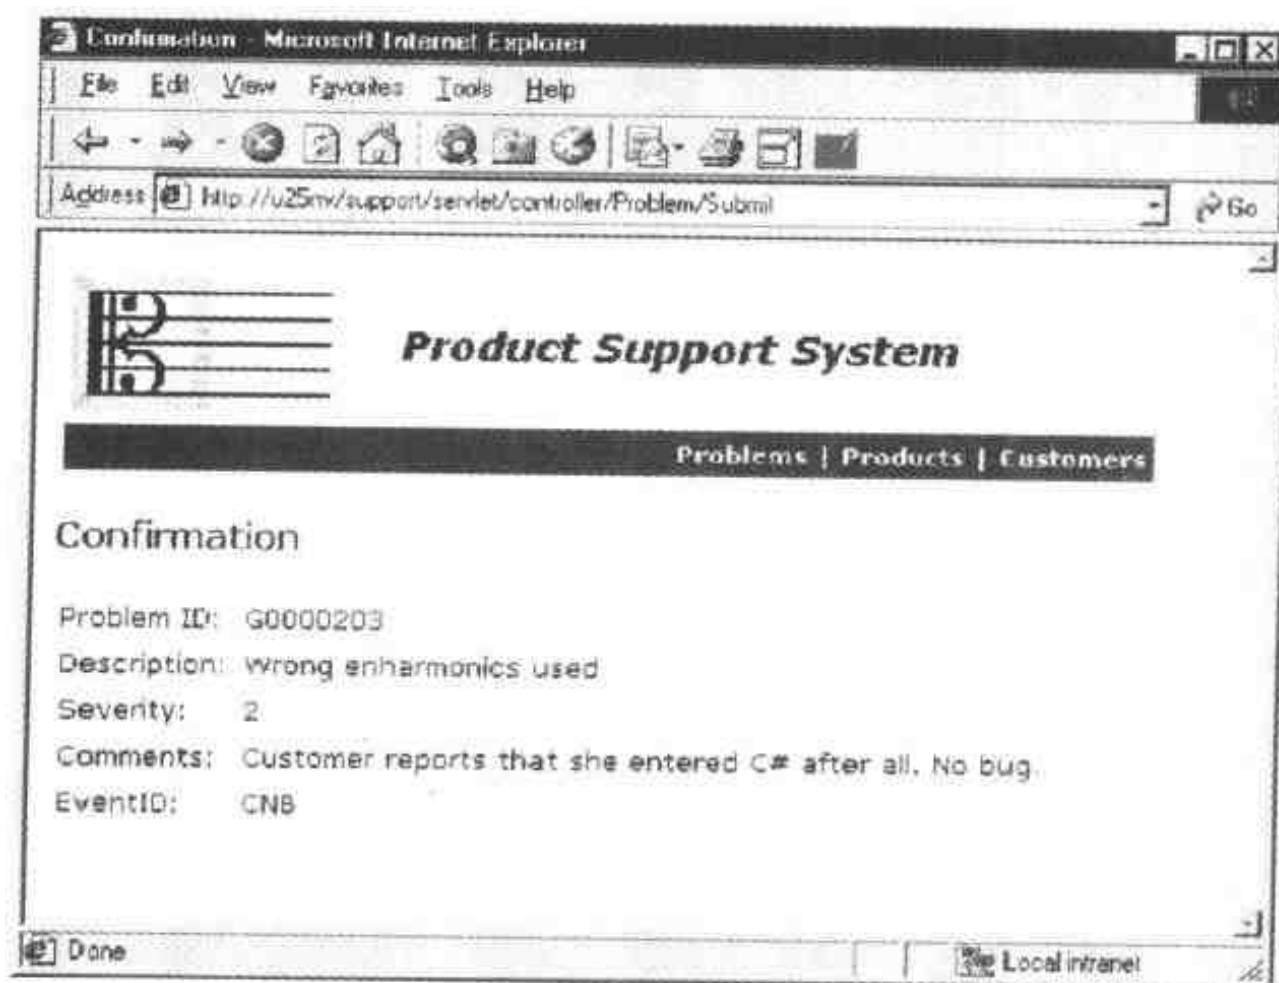 Confirmation - Microsoft Internet Explorer
File Edit View Favorites Tools Help
Address http://u25nv/support/servlet/controller/Problem/Submit Go
Product Support System
Problems | Products | Customers
Confirmation
Problem ID: G0000203
Description: Wrong enharmonics used
Severity: 2
Comments: Customer reports that she entered C# after all. No bug.
EventID: CNB
Done Local intranet